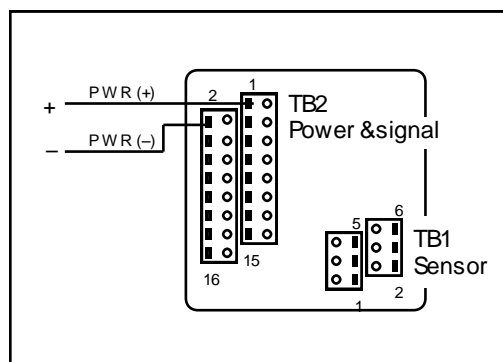 PWR (+)
+
PWR (–)
–
2
1
TB2
Power &signal
15
16
5
6
TB1
Sensor
1
2